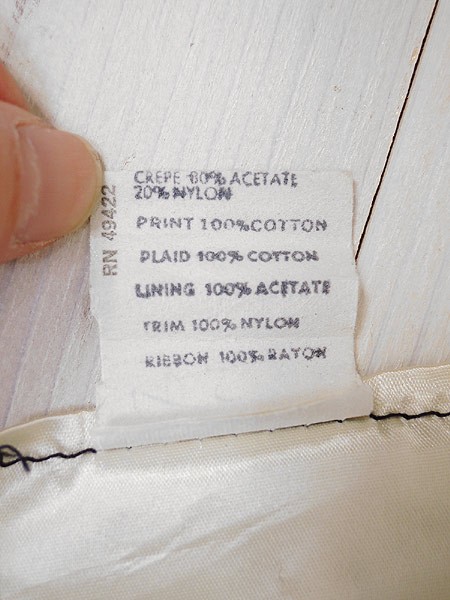 CREPE 80% ACETATE
20% NYLON
PRINT 100% COTTON
PLAID 100% COTTON
LINING 100% ACETATE
TRIM 100% NYLON
RIBBON 100% RAYON
RN 49422